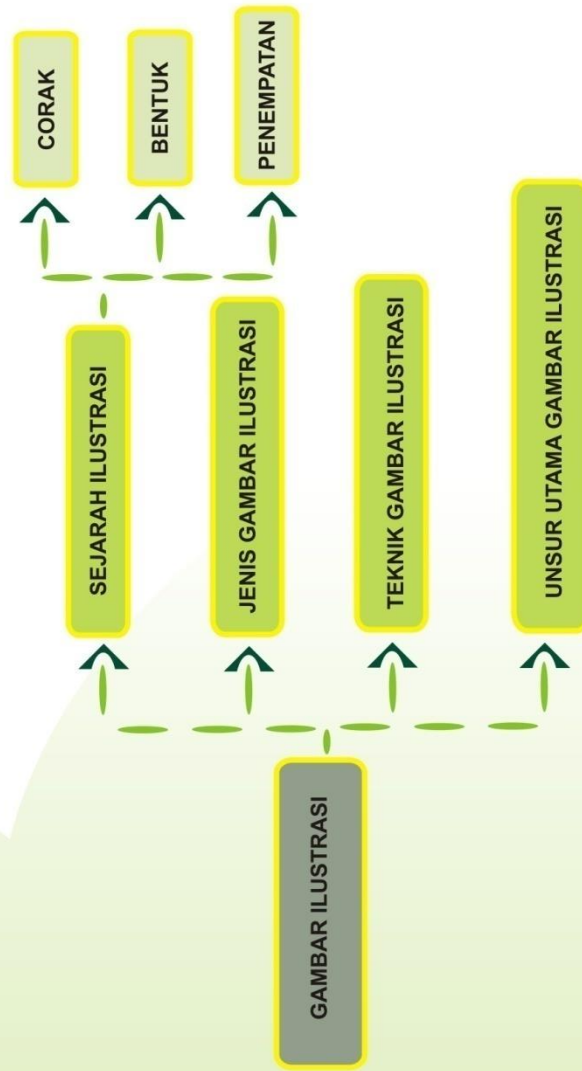 GAMBAR ILUSTRASI
SEJARAH ILUSTRASI
JENIS GAMBAR ILUSTRASI
TEKNIK GAMBAR ILUSTRASI
UNSUR UTAMA GAMBAR ILUSTRASI
CORAK
BENTUK
PENEMPATAN